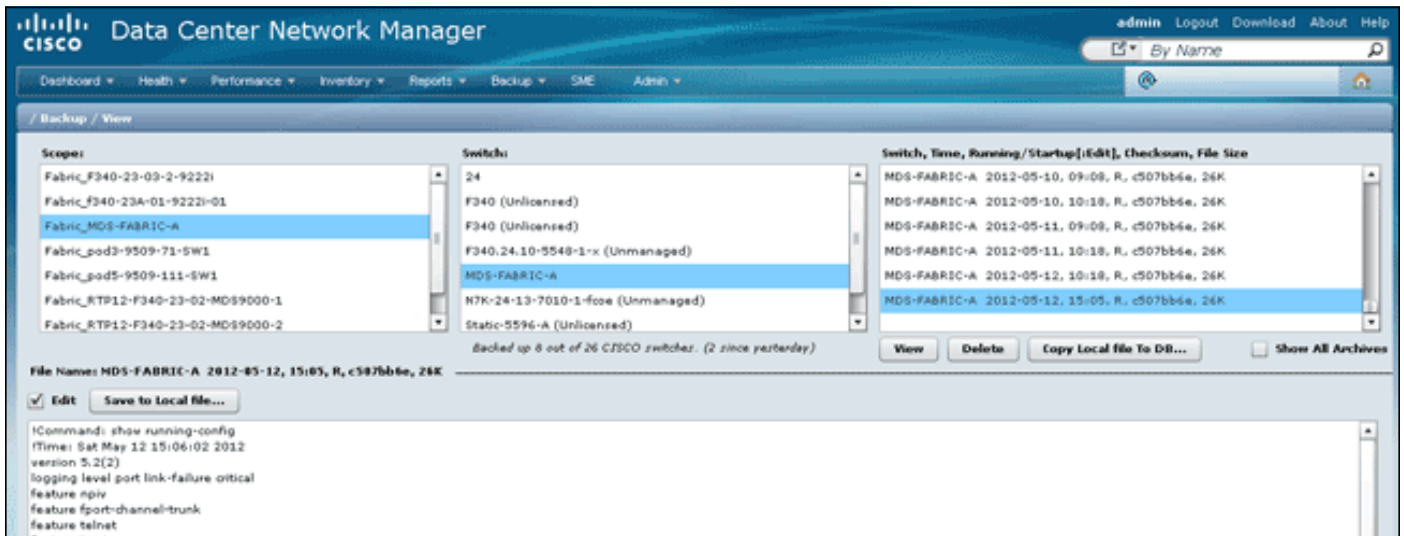 CISCO Data Center Network Manager
admin Logout Download About Help
By Name
Dashboard Health Performance Inventory Reports Backup SME Admin
/ Backup / View
Scope:
Fabric_F340-23-03-2-9222i
Fabric_f340-23A-01-9222i-01
Fabric_MDS-FABRIC-A
Fabric_pod3-9509-71-SW1
Fabric_pod5-9509-111-SW1
Fabric_RTP12-F340-23-02-MDS9000-1
Fabric_RTP12-F340-23-02-MDS9000-2
Switch:
24
F340 (Unlicensed)
F340 (Unlicensed)
F340.24.10-5548-1-x (Unmanaged)
MDS-FABRIC-A
N7K-24-13-7010-1-fcoe (Unmanaged)
Static-5596-A (Unlicensed)
Backed up 8 out of 26 CISCO switches. (2 since yesterday)
Switch, Time, Running/Startup[:Edit], Checksum, File Size
MDS-FABRIC-A 2012-05-10, 09:08, R, c507bb6e, 26K
MDS-FABRIC-A 2012-05-10, 10:18, R, c507bb6e, 26K
MDS-FABRIC-A 2012-05-11, 09:08, R, c507bb6e, 26K
MDS-FABRIC-A 2012-05-11, 10:18, R, c507bb6e, 26K
MDS-FABRIC-A 2012-05-12, 10:18, R, c507bb6e, 26K
MDS-FABRIC-A 2012-05-12, 15:05, R, c507bb6e, 26K
View Delete Copy Local file To DB... Show All Archives
File Name: MDS-FABRIC-A 2012-05-12, 15:05, R, c507bb6e, 26K
Edit Save to Local file...
!Command: show running-config
!Time: Sat May 12 15:06:02 2012
version 5.2(2)
logging level port link-failure critical
feature npiv
feature fport-channel-trunk
feature telnet